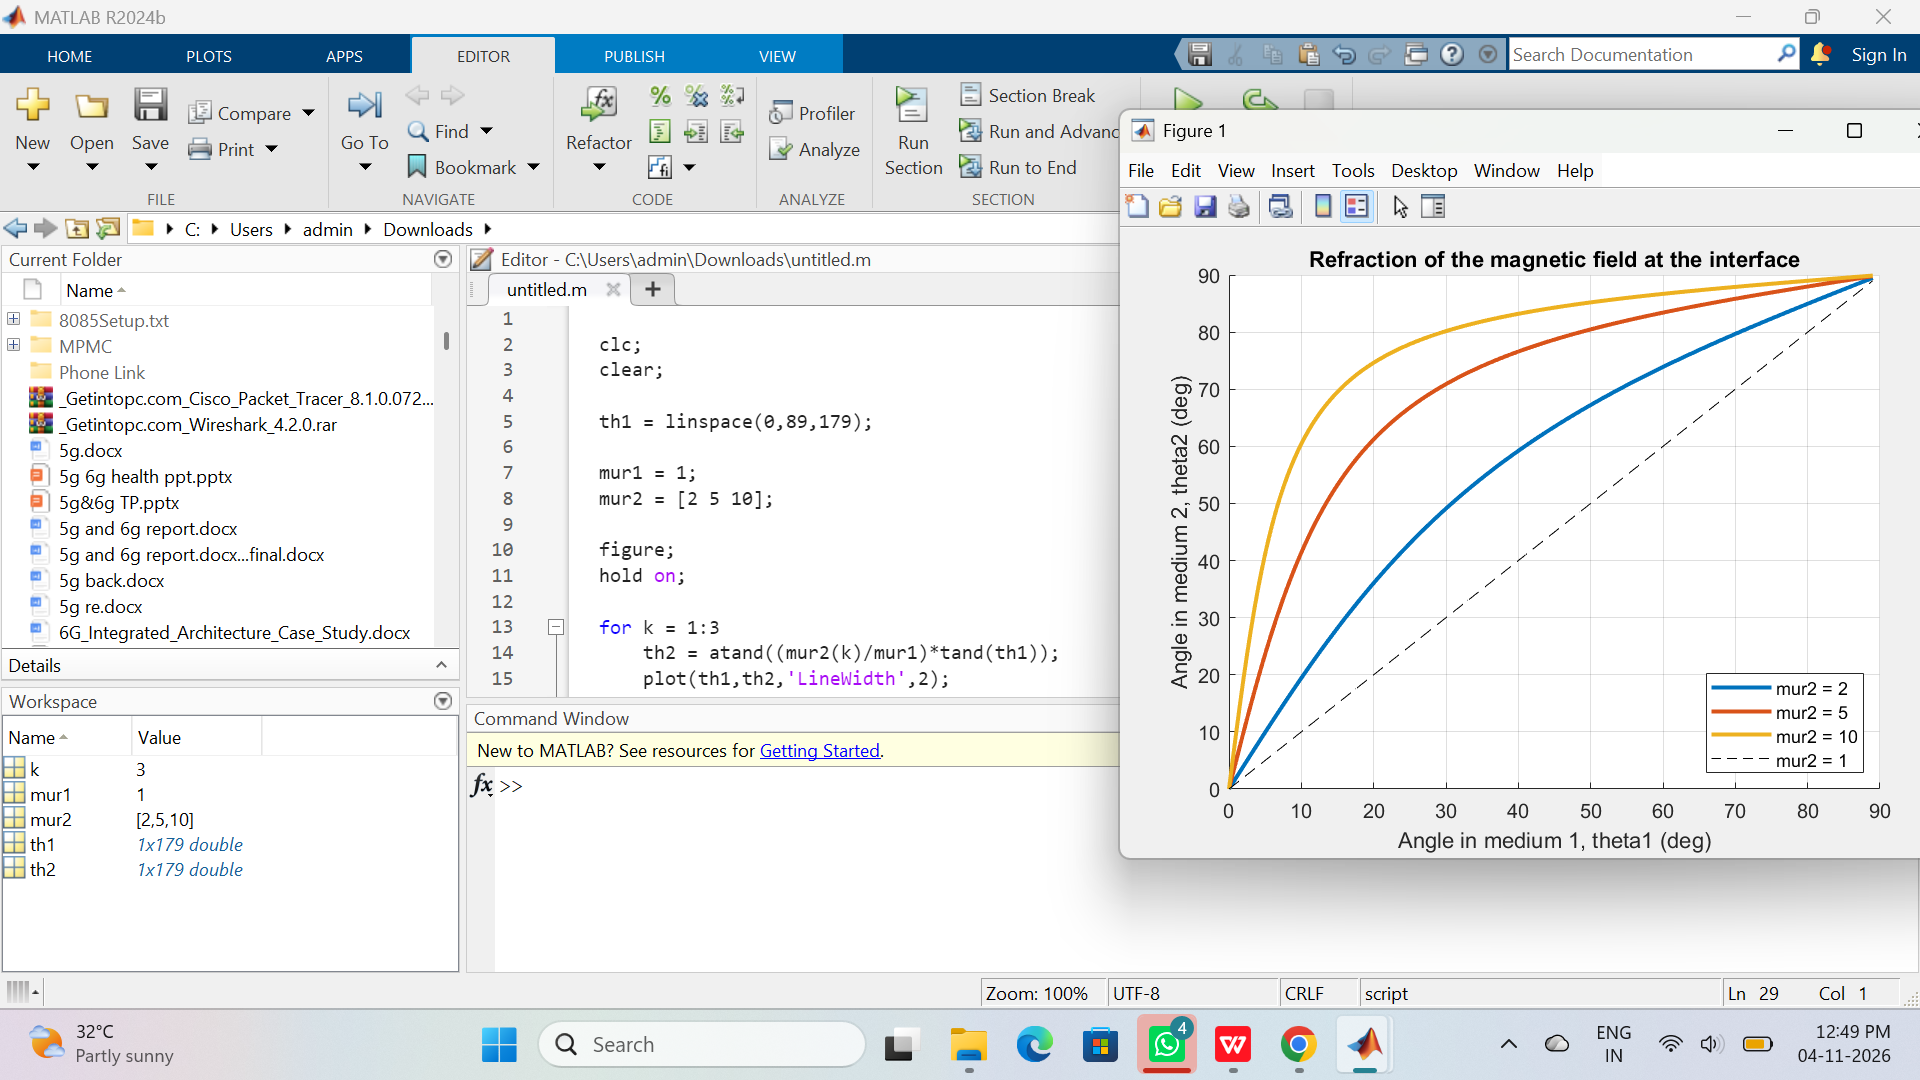 MATLAB R2024b
HOME PLOTS APPS EDITOR PUBLISH VIEW
Search Documentation
Sign In
New Open Save Compare Print
FILE
Go To Find Bookmark
NAVIGATE
Refactor
CODE
Profiler
Analyze
ANALYZE
Run Section
Section Break
Run and Advanc
Run to End
SECTION
C: Users admin Downloads
Current Folder
Name
8085Setup.txt
MPMC
Phone Link
_Getintopc.com_Cisco_Packet_Tracer_8.1.0.072...
_Getintopc.com_Wireshark_4.2.0.rar
5g.docx
5g 6g health ppt.pptx
5g&6g TP.pptx
5g and 6g report.docx
5g and 6g report.docx...final.docx
5g back.docx
5g re.docx
6G_Integrated_Architecture_Case_Study.docx
Details
Workspace
Name Value
k 3
mur1 1
mur2 [2,5,10]
th1 1x179 double
th2 1x179 double
Editor - C:\Users\admin\Downloads\untitled.m
untitled.m
1
2 clc;
3 clear;
4
5 th1 = linspace(0,89,179);
6
7 mur1 = 1;
8 mur2 = [2 5 10];
9
10 figure;
11 hold on;
12
13 for k = 1:3
14 th2 = atand((mur2(k)/mur1)*tand(th1));
15 plot(th1,th2,'LineWidth',2);
Command Window
New to MATLAB? See resources for Getting Started.
fx >>
Figure 1
File Edit View Insert Tools Desktop Window Help
Refraction of the magnetic field at the interface
Angle in medium 2, theta2 (deg)
90
80
70
60
50
40
30
20
10
0
0 10 20 30 40 50 60 70 80 90
Angle in medium 1, theta1 (deg)
mur2 = 2
mur2 = 5
mur2 = 10
mur2 = 1
Zoom: 100% UTF-8 CRLF script Ln 29 Col 1
32°C
Partly sunny
Search
4
ENG
IN
12:49 PM
04-11-2026